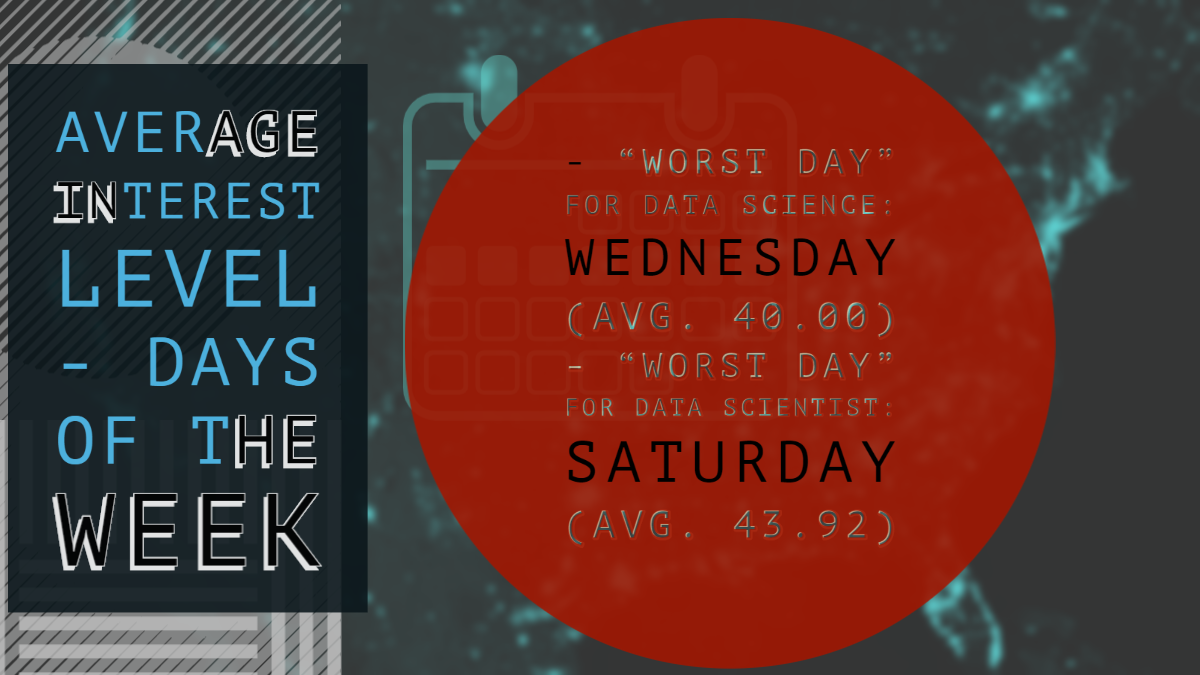 AVERAGE
INTEREST
LEVEL
- DAYS
OF THE
WEEK
- “WORST DAY”
FOR DATA SCIENCE:
WEDNESDAY
(AVG. 40.00)
- “WORST DAY”
FOR DATA SCIENTIST:
SATURDAY
(AVG. 43.92)